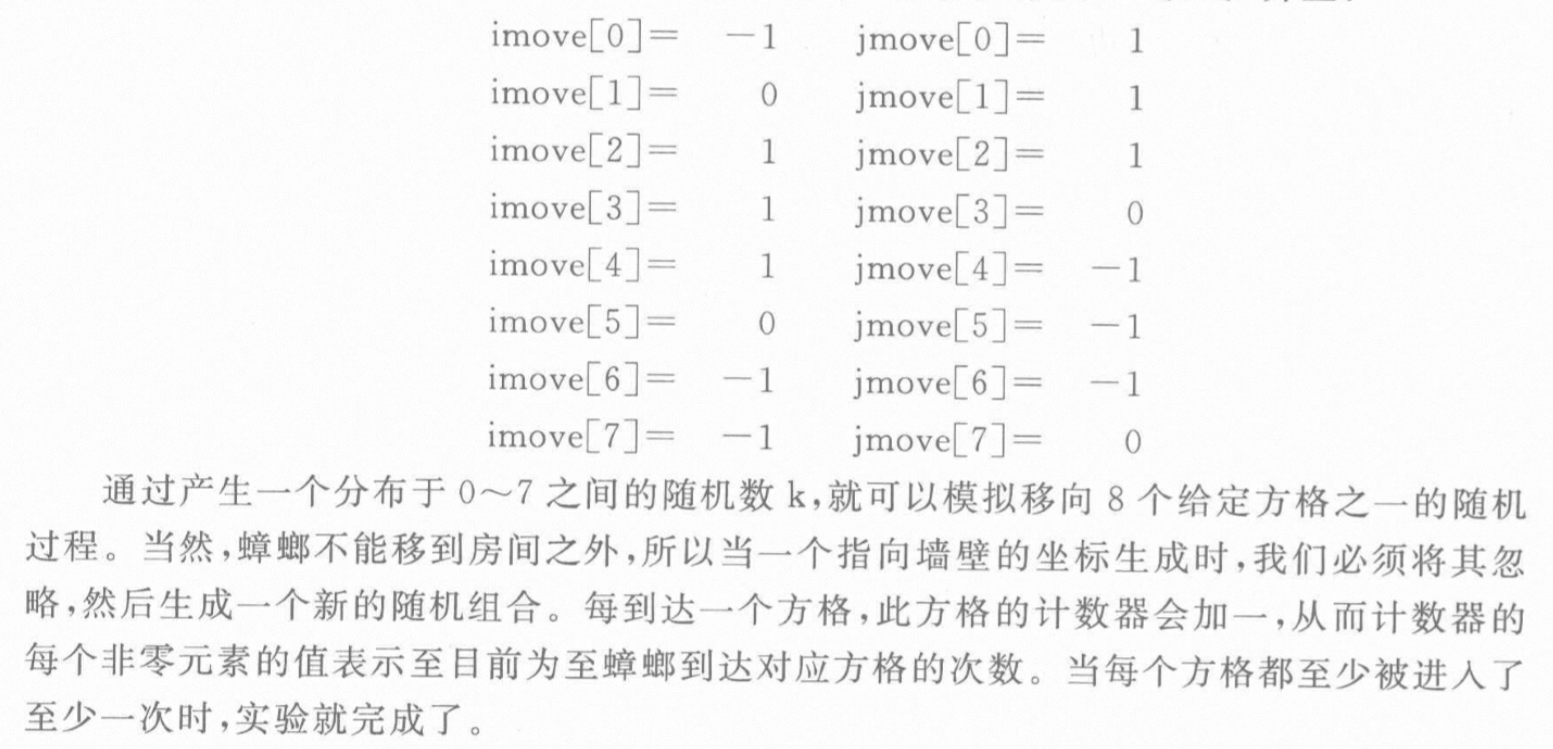 imove[0]= -1 jmove[0]= 1
imove[1]= 0 jmove[1]= 1
imove[2]= 1 jmove[2]= 1
imove[3]= 1 jmove[3]= 0
imove[4]= 1 jmove[4]= -1
imove[5]= 0 jmove[5]= -1
imove[6]= -1 jmove[6]= -1
imove[7]= -1 jmove[7]= 0
通过产生一个分布于 0～7 之间的随机数 k,就可以模拟移向 8 个给定方格之一的随机
过程。当然,蟑螂不能移到房间之外,所以当一个指向墙壁的坐标生成时,我们必须将其忽
略,然后生成一个新的随机组合。每到达一个方格,此方格的计数器会加一,从而计数器的
每个非零元素的值表示至目前为至蟑螂到达对应方格的次数。当每个方格都至少被进入了
至少一次时,实验就完成了。